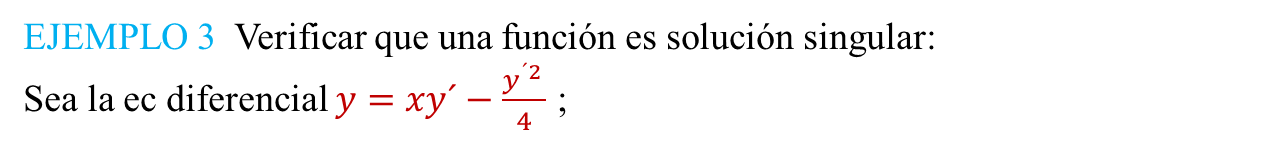 EJEMPLO 3 Verificar que una función es solución singular:
Sea la ec diferencial y = xy´ − y´²/4 ;